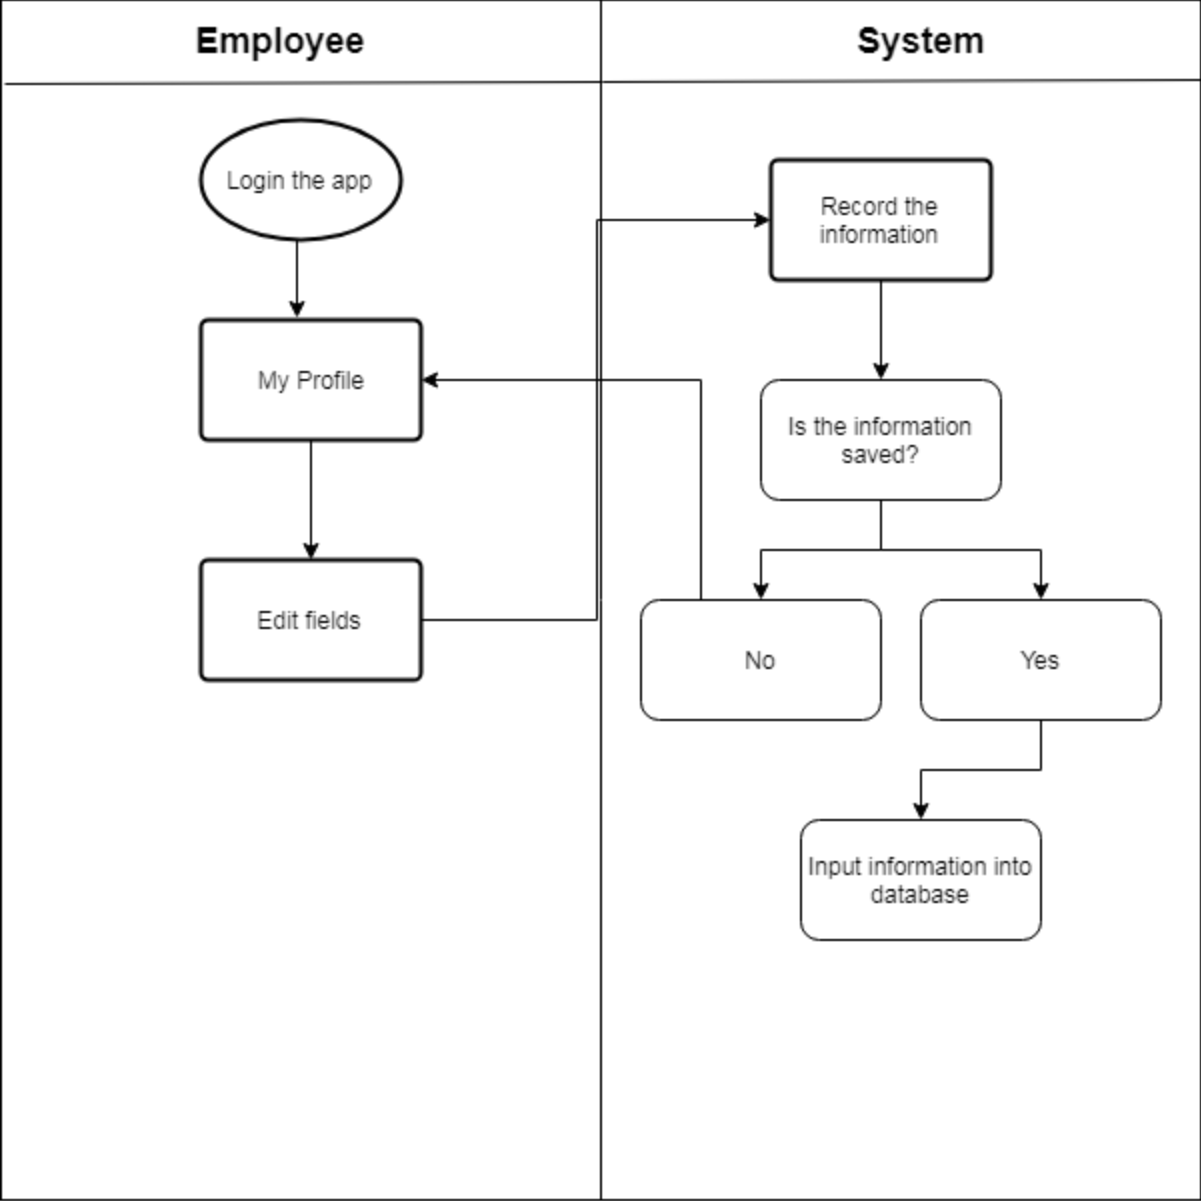 Employee
System
Login the app
My Profile
Edit fields
Record the
information
Is the information
saved?
No
Yes
Input information into
database